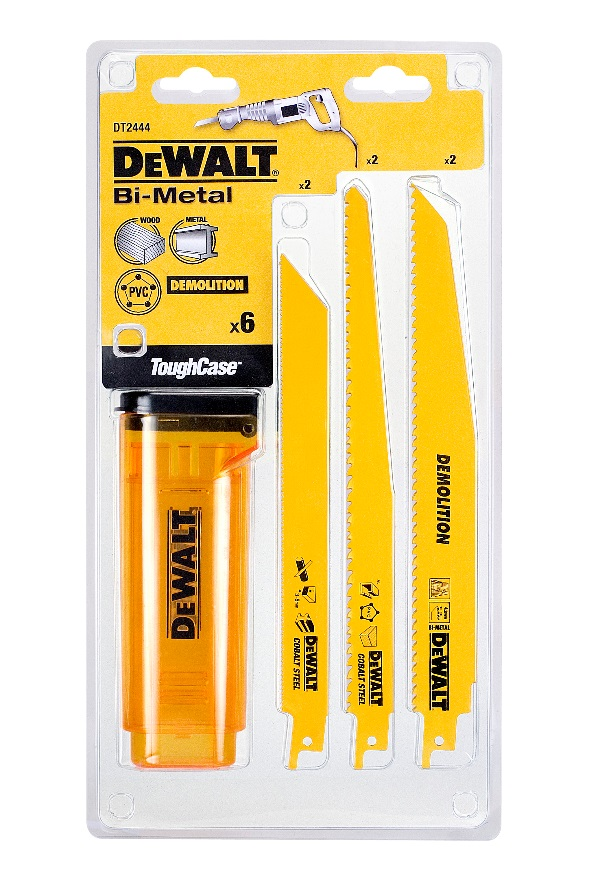 DT2444
DEWALT®
Bi-Metal
WOOD
METAL
PVC
DEMOLITION
x6
ToughCase™
x2
x2
x2
DEWALT
DEWALT
COBALT STEEL
DEWALT
COBALT STEEL
DEMOLITION
BI-METAL
DEWALT